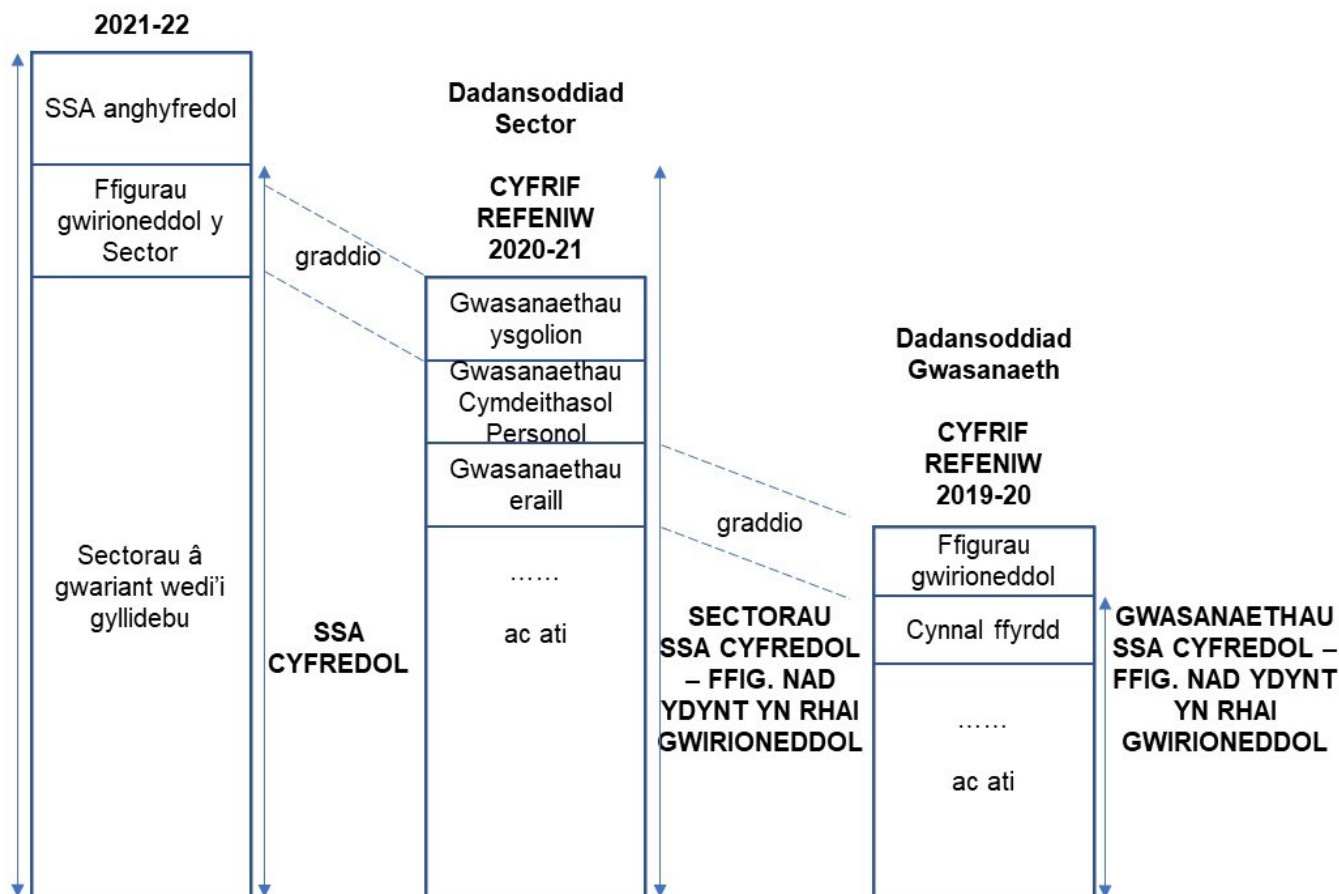 2021-22
SSA anghyfredol
Ffigurau
gwirioneddol y
Sector
Sectorau â
gwariant wedi'i
gyllidebu
SSA
CYFREDOL
graddio
Dadansoddiad
Sector
CYFRIF
REFENIW
2020-21
Gwasanaethau
ysgolion
Gwasanaethau
Cymdeithasol
Personol
Gwasanaethau
eraill
……
ac ati
SECTORAU
SSA CYFREDOL
– FFIG. NAD
YDYNT YN RHAI
GWIRIONEDDOL
graddio
Dadansoddiad
Gwasanaeth
CYFRIF
REFENIW
2019-20
Ffigurau
gwirioneddol
Cynnal ffyrdd
……
ac ati
GWASANAETHAU
SSA CYFREDOL –
FFIG. NAD YDYNT
YN RHAI
GWIRIONEDDOL